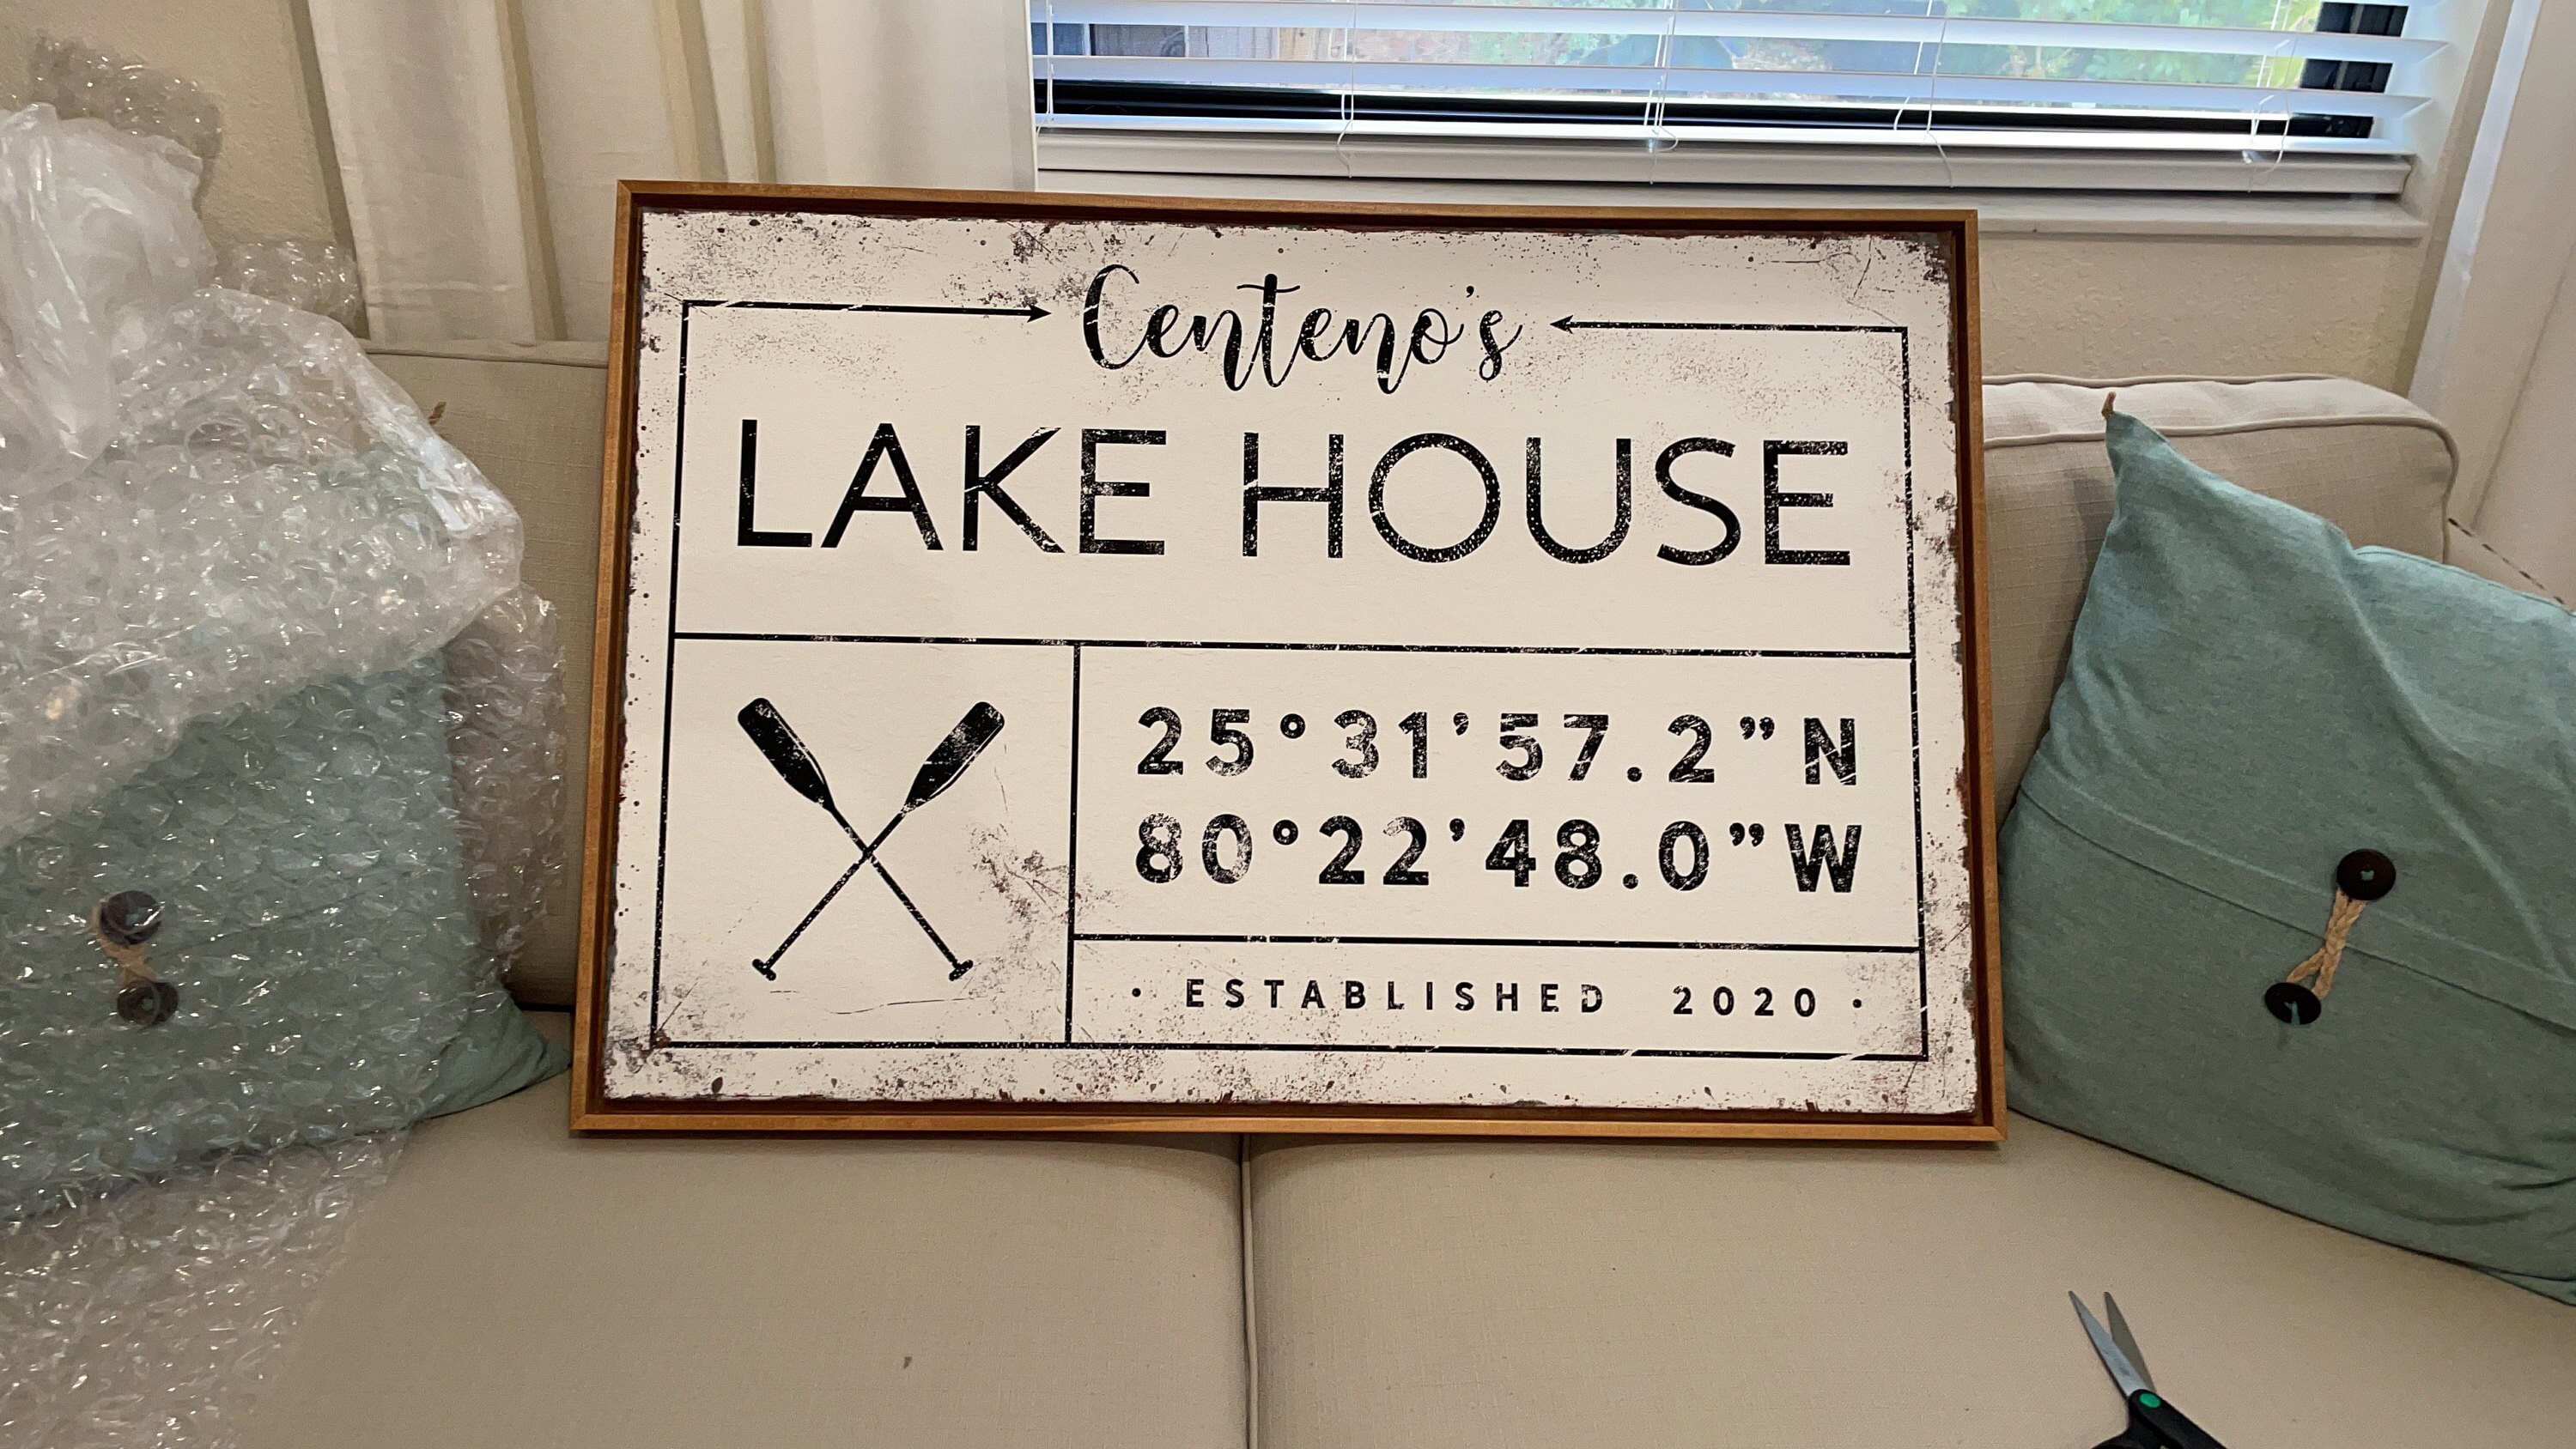 Centeno's
LAKE HOUSE
25°31’57.2”N
80°22’48.0”W
• ESTABLISHED 2020 •